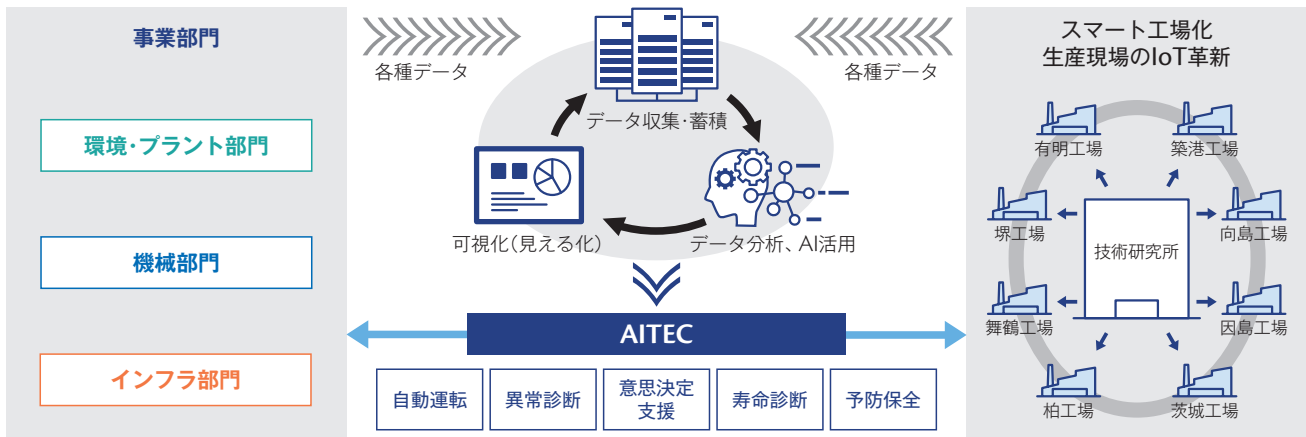 事業部門
環境・プラント部門
機械部門
インフラ部門
各種データ
各種データ
データ収集・蓄積
可視化(見える化)
データ分析、AI活用
AITEC
自動運転
異常診断
意思決定
支援
寿命診断
予防保全
スマート工場化
生産現場のIoT革新
有明工場
築港工場
堺工場
向島工場
技術研究所
舞鶴工場
因島工場
柏工場
茨城工場